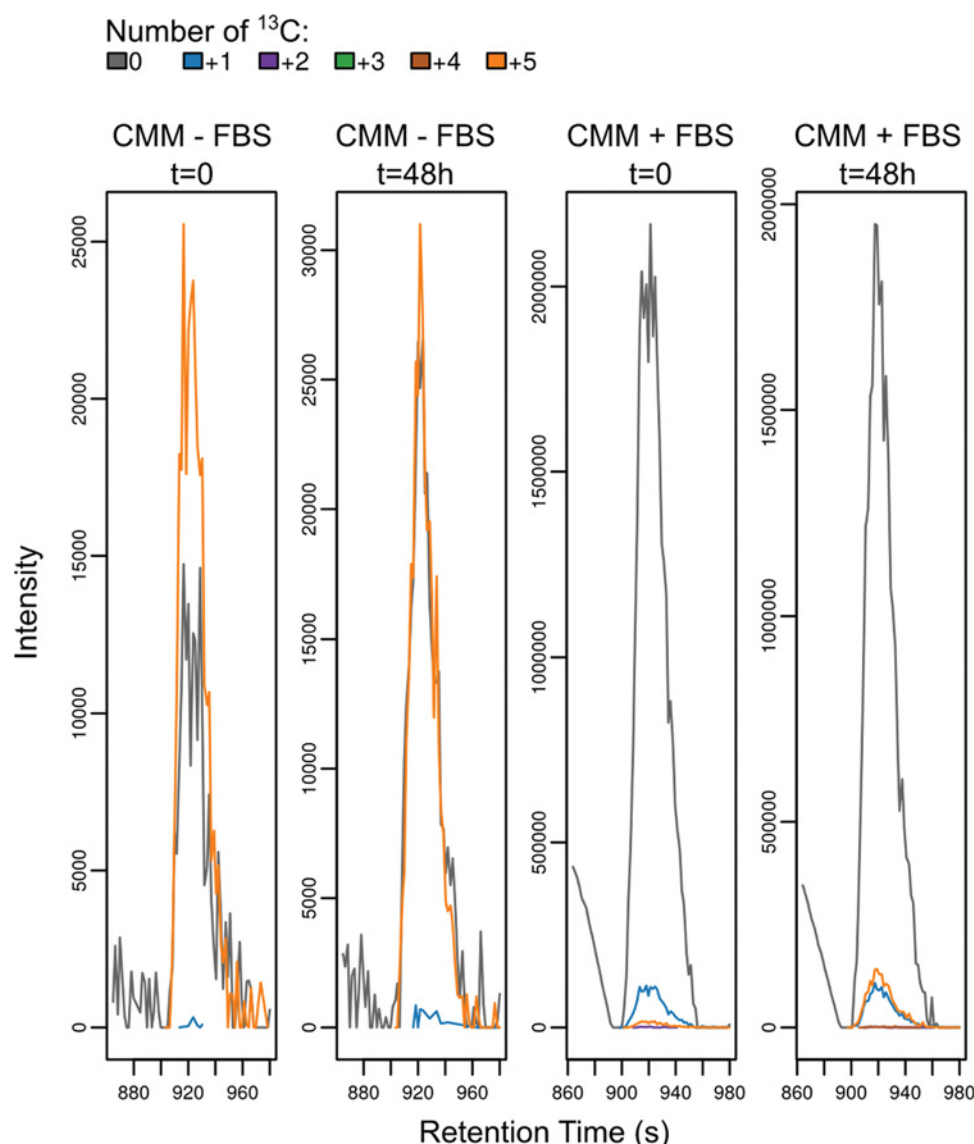 Number of ¹³C:
0 +1 +2 +3 +4 +5
CMM - FBS
t=0
CMM - FBS
t=48h
CMM + FBS
t=0
CMM + FBS
t=48h
Intensity
25000
20000
15000
10000
5000
0
30000
25000
20000
15000
10000
5000
0
2000000
1500000
1000000
500000
0
2000000
1500000
1000000
500000
0
880 920 960
880 920 960
860 900 940 980
860 900 940 980
Retention Time (s)